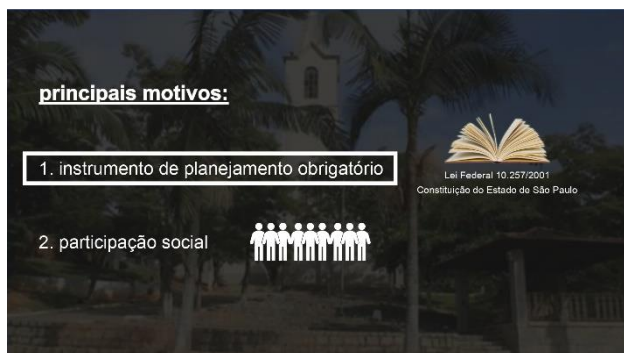 principais motivos:
1. instrumento de planejamento obrigatório
Lei Federal 10.257/2001
Constituição do Estado de São Paulo
2. participação social